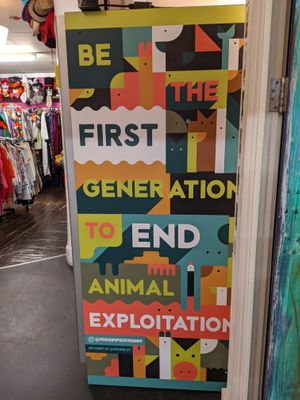 BE
THE
FIRST
GENERATION
TO END
ANIMAL
EXPLOITATION